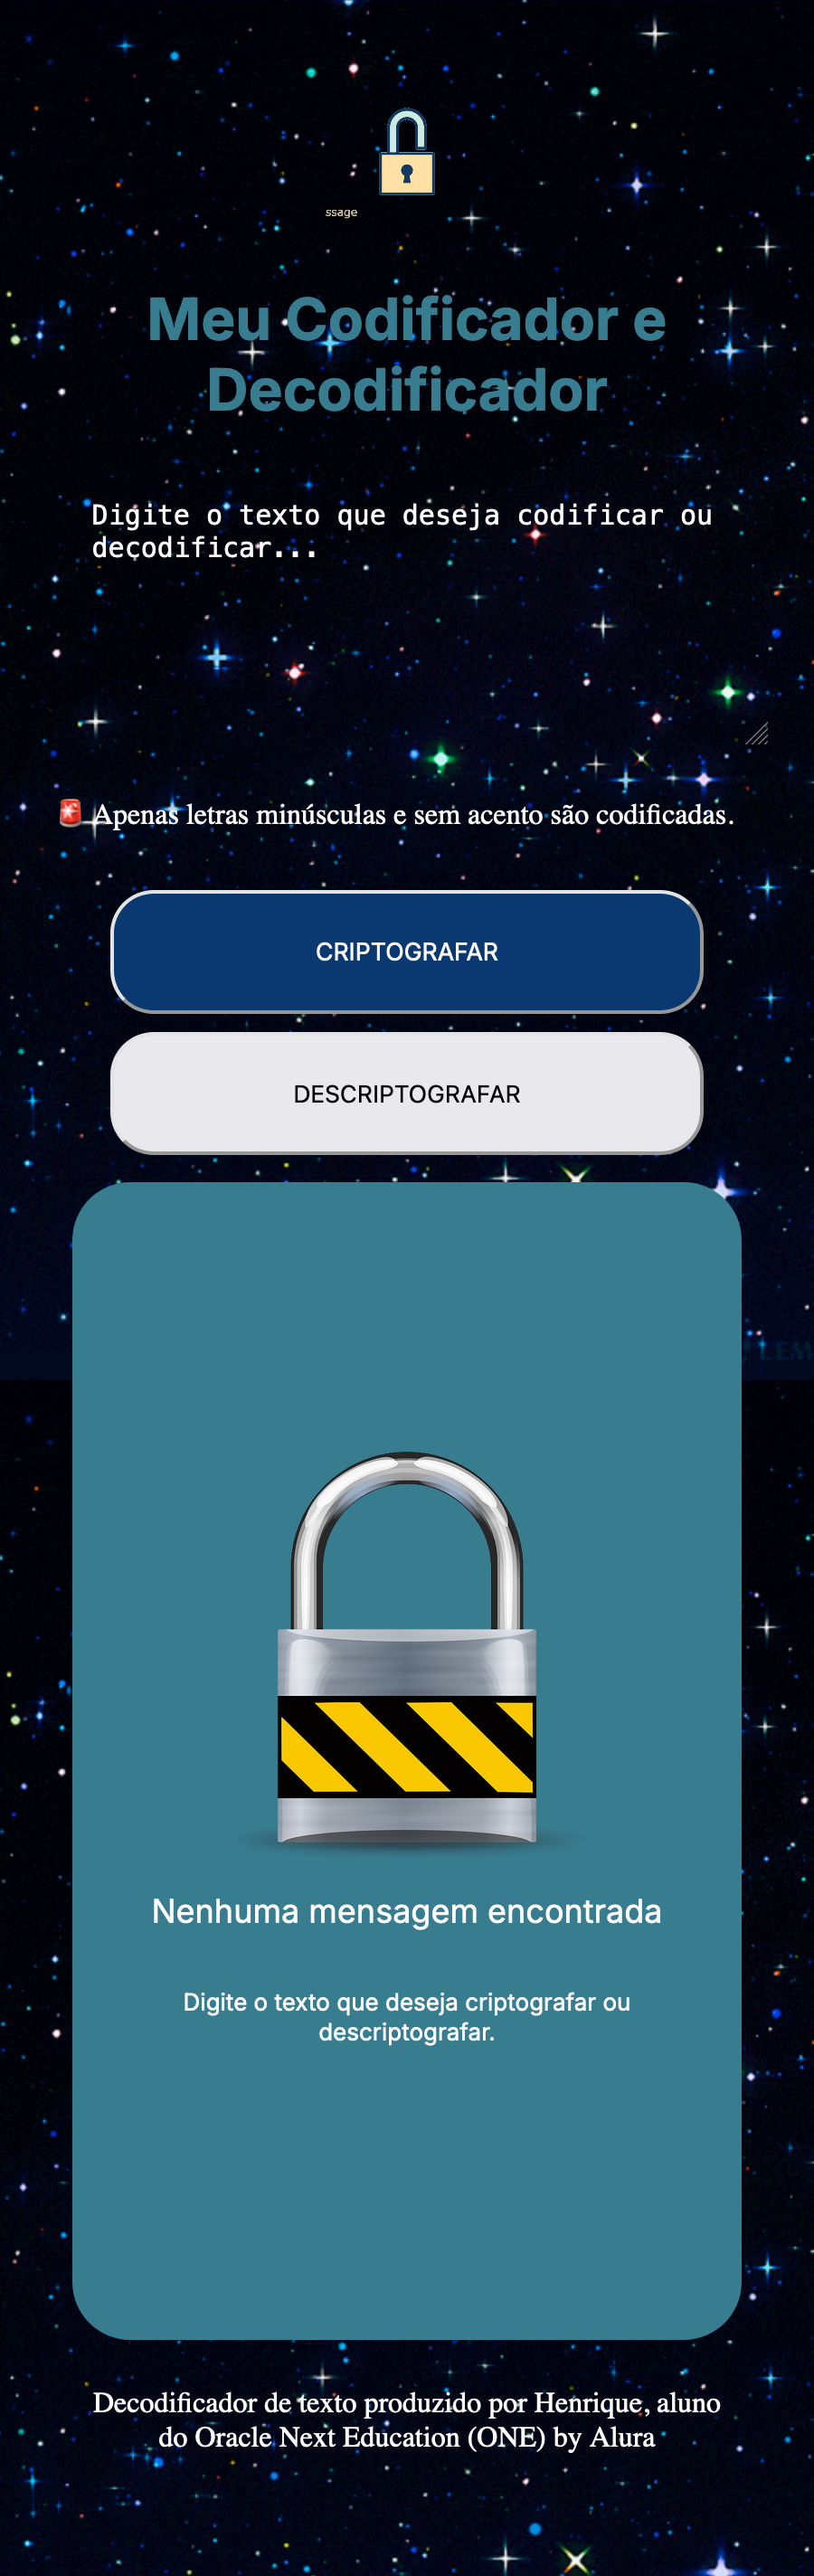 ssage
Meu Codificador e
Decodificador
Digite o texto que deseja codificar ou
decodificar...
Apenas letras minúsculas e sem acento são codificadas.
CRIPTOGRAFAR
DESCRIPTOGRAFAR
LEM
Nenhuma mensagem encontrada
Digite o texto que deseja criptografar ou
descriptografar.
Decodificador de texto produzido por Henrique, aluno
do Oracle Next Education (ONE) by Alura